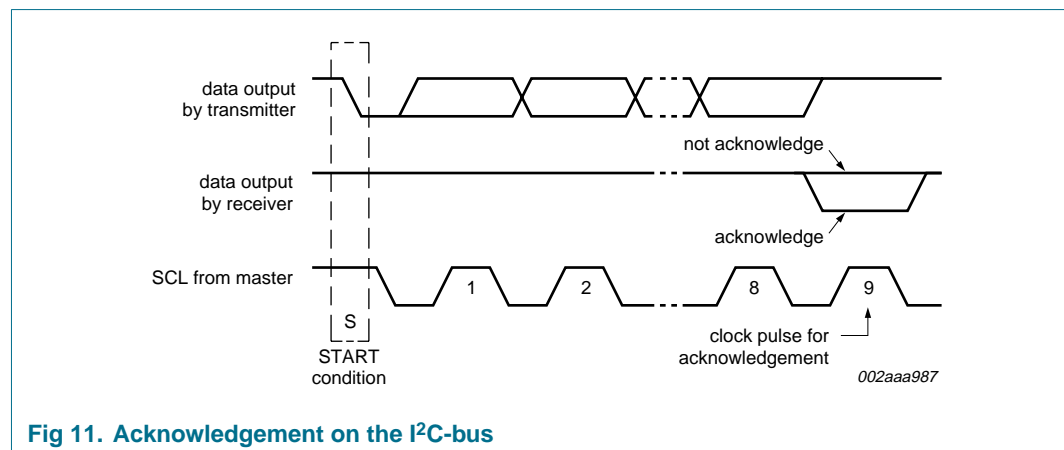 data output
by transmitter
not acknowledge
data output
by receiver
acknowledge
SCL from master
1
2
8
9
S
START
condition
clock pulse for
acknowledgement
002aaa987
Fig 11. Acknowledgement on the I²C-bus